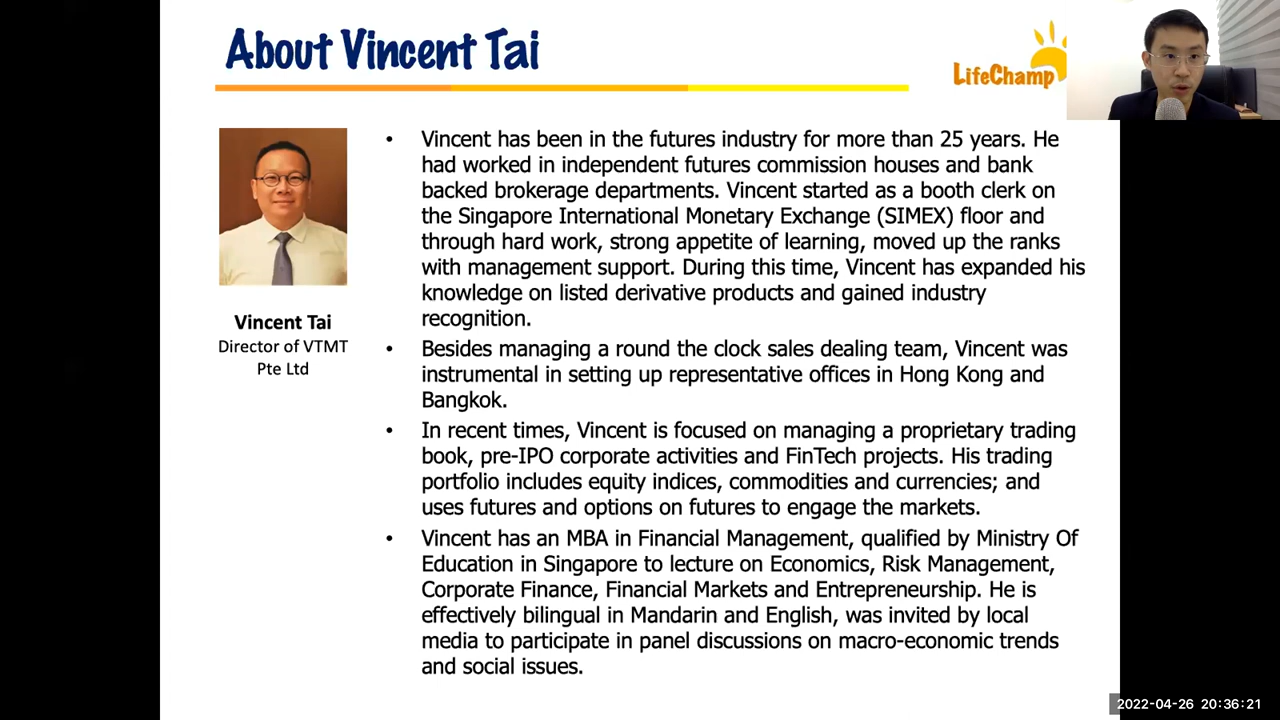 About Vincent Tai
LifeChamp
• Vincent has been in the futures industry for more than 25 years. He
had worked in independent futures commission houses and bank
backed brokerage departments. Vincent started as a booth clerk on
the Singapore International Monetary Exchange (SIMEX) floor and
through hard work, strong appetite of learning, moved up the ranks
with management support. During this time, Vincent has expanded his
knowledge on listed derivative products and gained industry
recognition.
Vincent Tai
Director of VTMT
Pte Ltd
• Besides managing a round the clock sales dealing team, Vincent was
instrumental in setting up representative offices in Hong Kong and
Bangkok.
• In recent times, Vincent is focused on managing a proprietary trading
book, pre-IPO corporate activities and FinTech projects. His trading
portfolio includes equity indices, commodities and currencies; and
uses futures and options on futures to engage the markets.
• Vincent has an MBA in Financial Management, qualified by Ministry Of
Education in Singapore to lecture on Economics, Risk Management,
Corporate Finance, Financial Markets and Entrepreneurship. He is
effectively bilingual in Mandarin and English, was invited by local
media to participate in panel discussions on macro-economic trends
and social issues.
2022-04-26 20:36:21